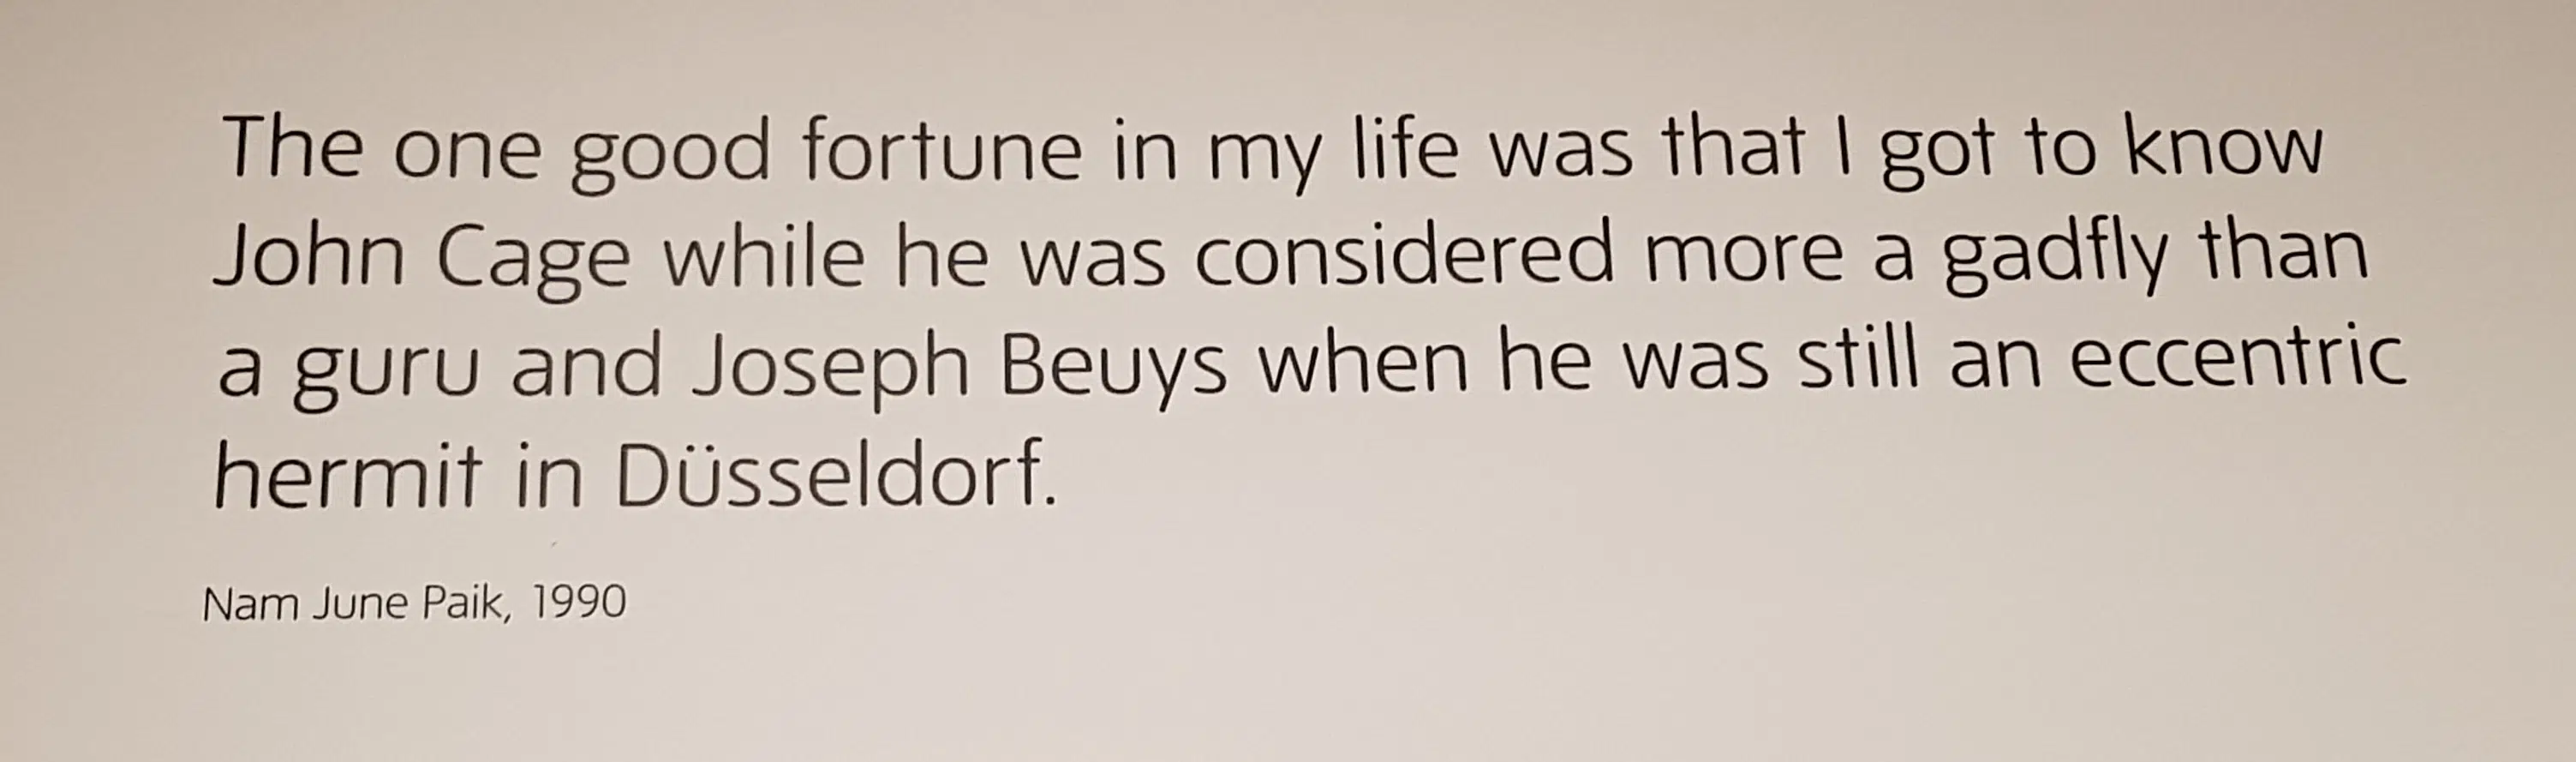 The one good fortune in my life was that I got to know
John Cage while he was considered more a gadfly than
a guru and Joseph Beuys when he was still an eccentric
hermit in Düsseldorf.
Nam June Paik, 1990